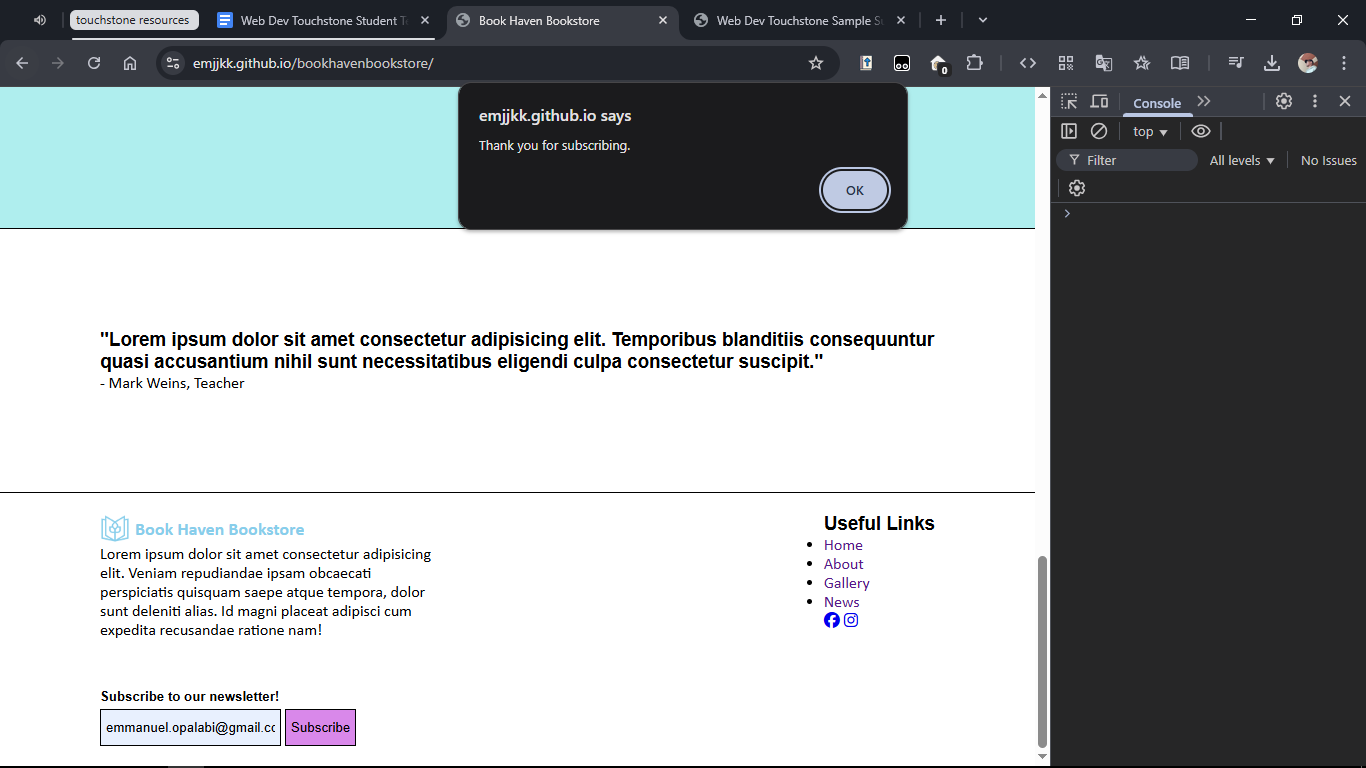 touchstone resources
Web Dev Touchstone Student T
Book Haven Bookstore
Web Dev Touchstone Sample S
emjjkk.github.io/bookhavenbookstore/
0
emjjkk.github.io says
Thank you for subscribing.
OK
Console
top
Filter
All levels
No Issues
"Lorem ipsum dolor sit amet consectetur adipisicing elit. Temporibus blanditiis consequuntur
quasi accusantium nihil sunt necessitatibus eligendi culpa consectetur suscipit."
- Mark Weins, Teacher
Book Haven Bookstore
Lorem ipsum dolor sit amet consectetur adipisicing
elit. Veniam repudiandae ipsam obcaecati
perspiciatis quisquam saepe atque tempora, dolor
sunt deleniti alias. Id magni placeat adipisci cum
expedita recusandae ratione nam!
Useful Links
Home
About
Gallery
News
Subscribe to our newsletter!
emmanuel.opalabi@gmail.cc
Subscribe